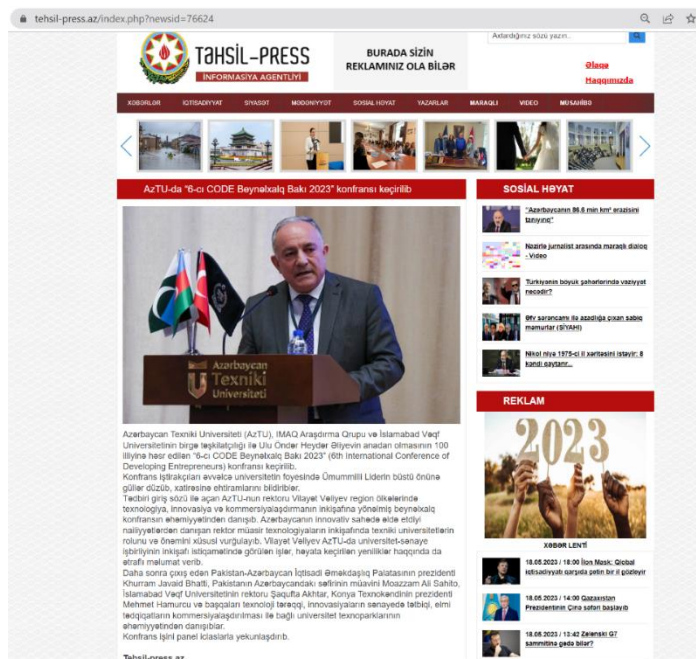 tehsil-press.az/index.php?newsid=76624
TƏHSİL-PRESS
İNFORMASİYA AGENTLİYİ
BURADA SİZİN
REKLAMINIZ OLA BİLƏR
Axtardığınız sözü yazın..
Əlaqə
Haqqımızda
XƏBƏRLƏR İQTİSADİYYAT SİYASƏT MƏDƏNİYYƏT SOSİAL HƏYAT YAZARLAR MARAQLI VİDEO MÜSAHİBƏ
AzTU-da "6-cı CODE Beynəlxalq Bakı 2023" konfransı keçirilib
Azərbaycan
Texniki
Universiteti
Azərbaycan Texniki Universiteti (AzTU), IMAQ Araşdırma Qrupu və İslamabad Vəqf
Universitetinin birgə təşkilatçılığı ilə Ulu Öndər Heydər Əliyevin anadan olmasının 100
illiyinə həsr edilən "6-cı CODE Beynəlxalq Bakı 2023" (6th International Conference of
Developing Entrepreneurs) konfransı keçirilib.
Konfrans iştirakçıları əvvəlcə universitetin foyesində Ümummilli Liderin büstü önünə
güllər düzüb, xatirəsinə ehtiramlarını bildiriblər.
Tədbiri giriş sözü ilə açan AzTU-nun rektoru Vilayət Vəliyev region ölkələrində
texnologiya, innovasiya və kommersiyalaşdırmanın inkişafına yönəlmiş beynəlxalq
konfransın əhəmiyyətindən danışıb. Azərbaycanın innovativ sahədə əldə etdiyi
nailiyyətlərdən danışan rektor müasir texnologiyaların inkişafında texniki universitetlərin
rolunu və önəmini xüsusi vurğulayıb. Vilayət Vəliyev AzTU-da universitet-sənaye
işbirliyinin inkişafı istiqamətində görülən işlər, həyata keçirilən yeniliklər haqqında da
ətraflı məlumat verib.
Daha sonra çıxış edən Pakistan-Azərbaycan İqtisadi Əməkdaşlıq Palatasının prezidenti
Khurram Javaid Bhatti, Pakistanın Azərbaycandakı səfirinin müavini Moazzam Ali Sahito,
İslamabad Vəqf Universitetinin rektoru Şaqufta Akhtar, Konya Texnokəndinin prezidenti
Mehmet Hamurcu və başqaları texnoloji tərəqqi, innovasiyaların sənayedə tətbiqi, elmi
tədqiqatların kommersiyalaşdırılması ilə bağlı universitet texnoparklarının
əhəmiyyətindən danışıblar.
Konfrans işini panel iclaslarla yekunlaşdırıb.
Tehsil-press.az
SOSİAL HƏYAT
"Azərbaycanın 86,6 min km² ərazisini
tanıyırıq"
Nazirlə jurnalist arasında maraqlı dialoq
- Video
Türkiyənin böyük şəhərlərində vəziyyət
necədir?
Əfv sərəncamı ilə azadlığa çıxan sabiq
məmurlar (SİYAHI)
Nikol niyə 1975-ci il xəritəsini istəyir: 8
kəndi qaytarır...
REKLAM
2023
XƏBƏR LENTİ
18.05.2023 / 18:00 İlon Mask: Qlobal
iqtisadiyyatı qarşıda çətin bir il gözləyir
18.05.2023 / 14:00 Qazaxıstan
Prezidentinin Çinə səfəri başlayıb
18.05.2023 / 13:42 Zelenski G7
sammitinə gedə bilər?